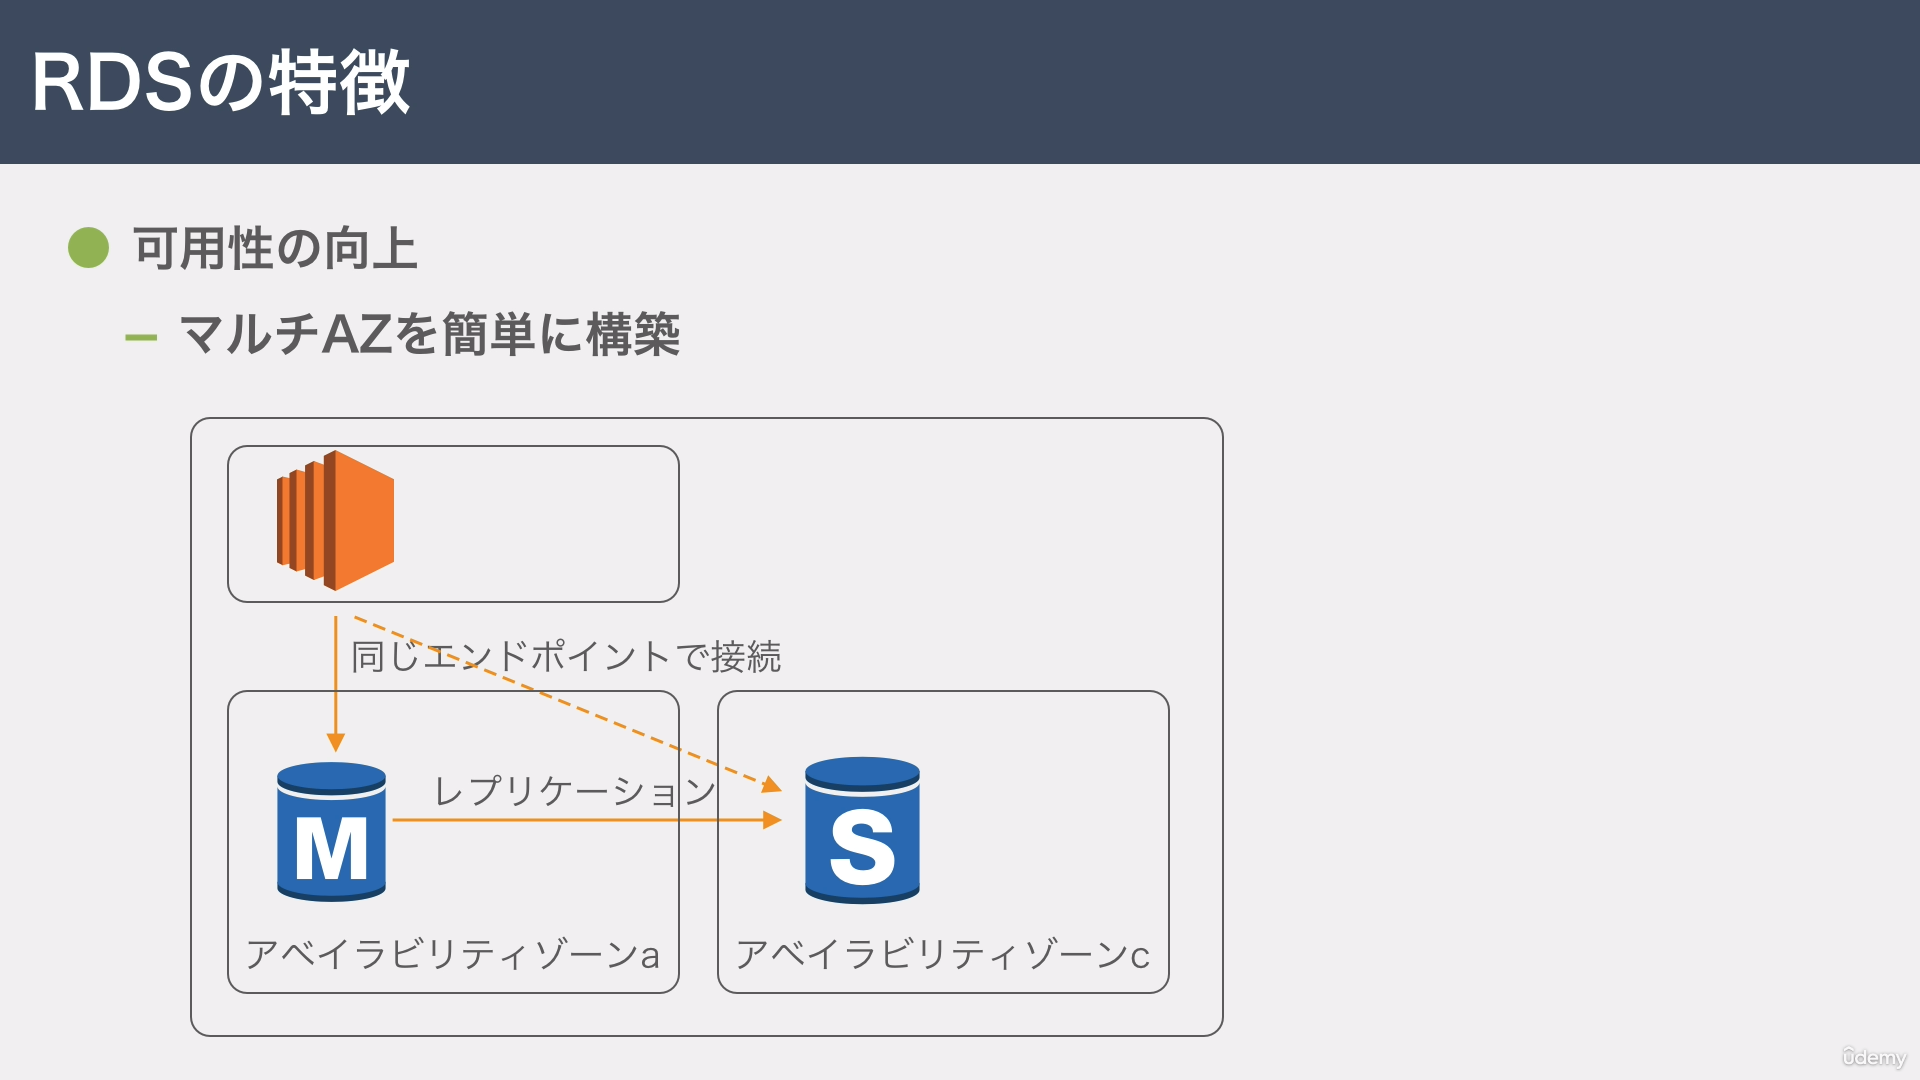 RDSの特徴
可用性の向上
マルチAZを簡単に構築
同じエンドポイントで接続
レプリケーション
M
S
アベイラビリティゾーンa
アベイラビリティゾーンc
ûdemy